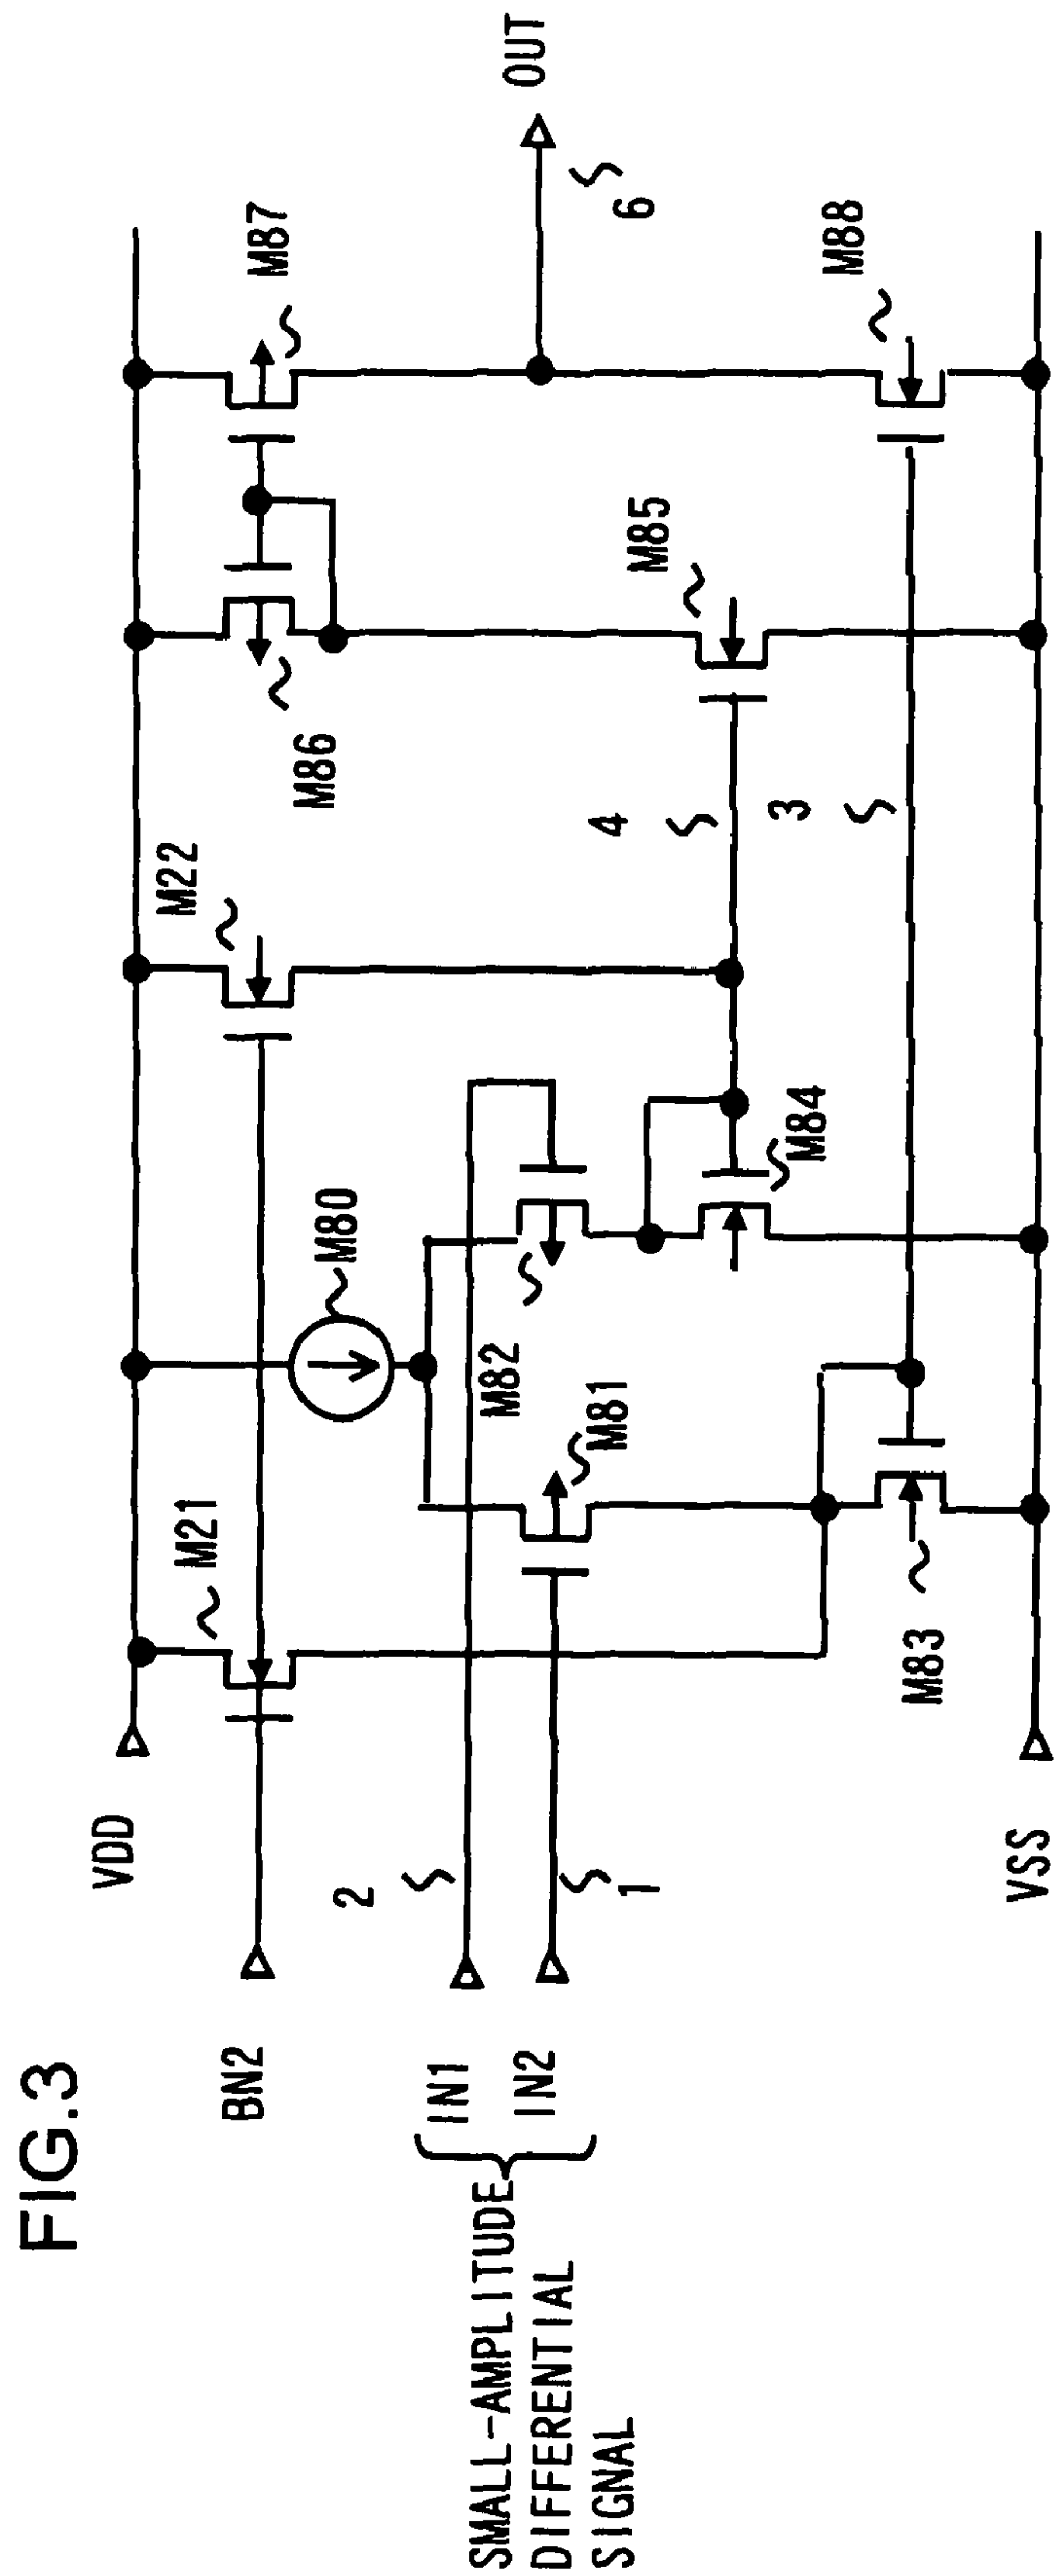 FIG.3
VDD
BN2
IN1
IN2
SMALL-AMPLITUDE
DIFFERENTIAL
SIGNAL
2
1
VSS
M21
M80
M82
M81
M83
M84
M22
4
3
M86
M85
M87
M88
6
OUT